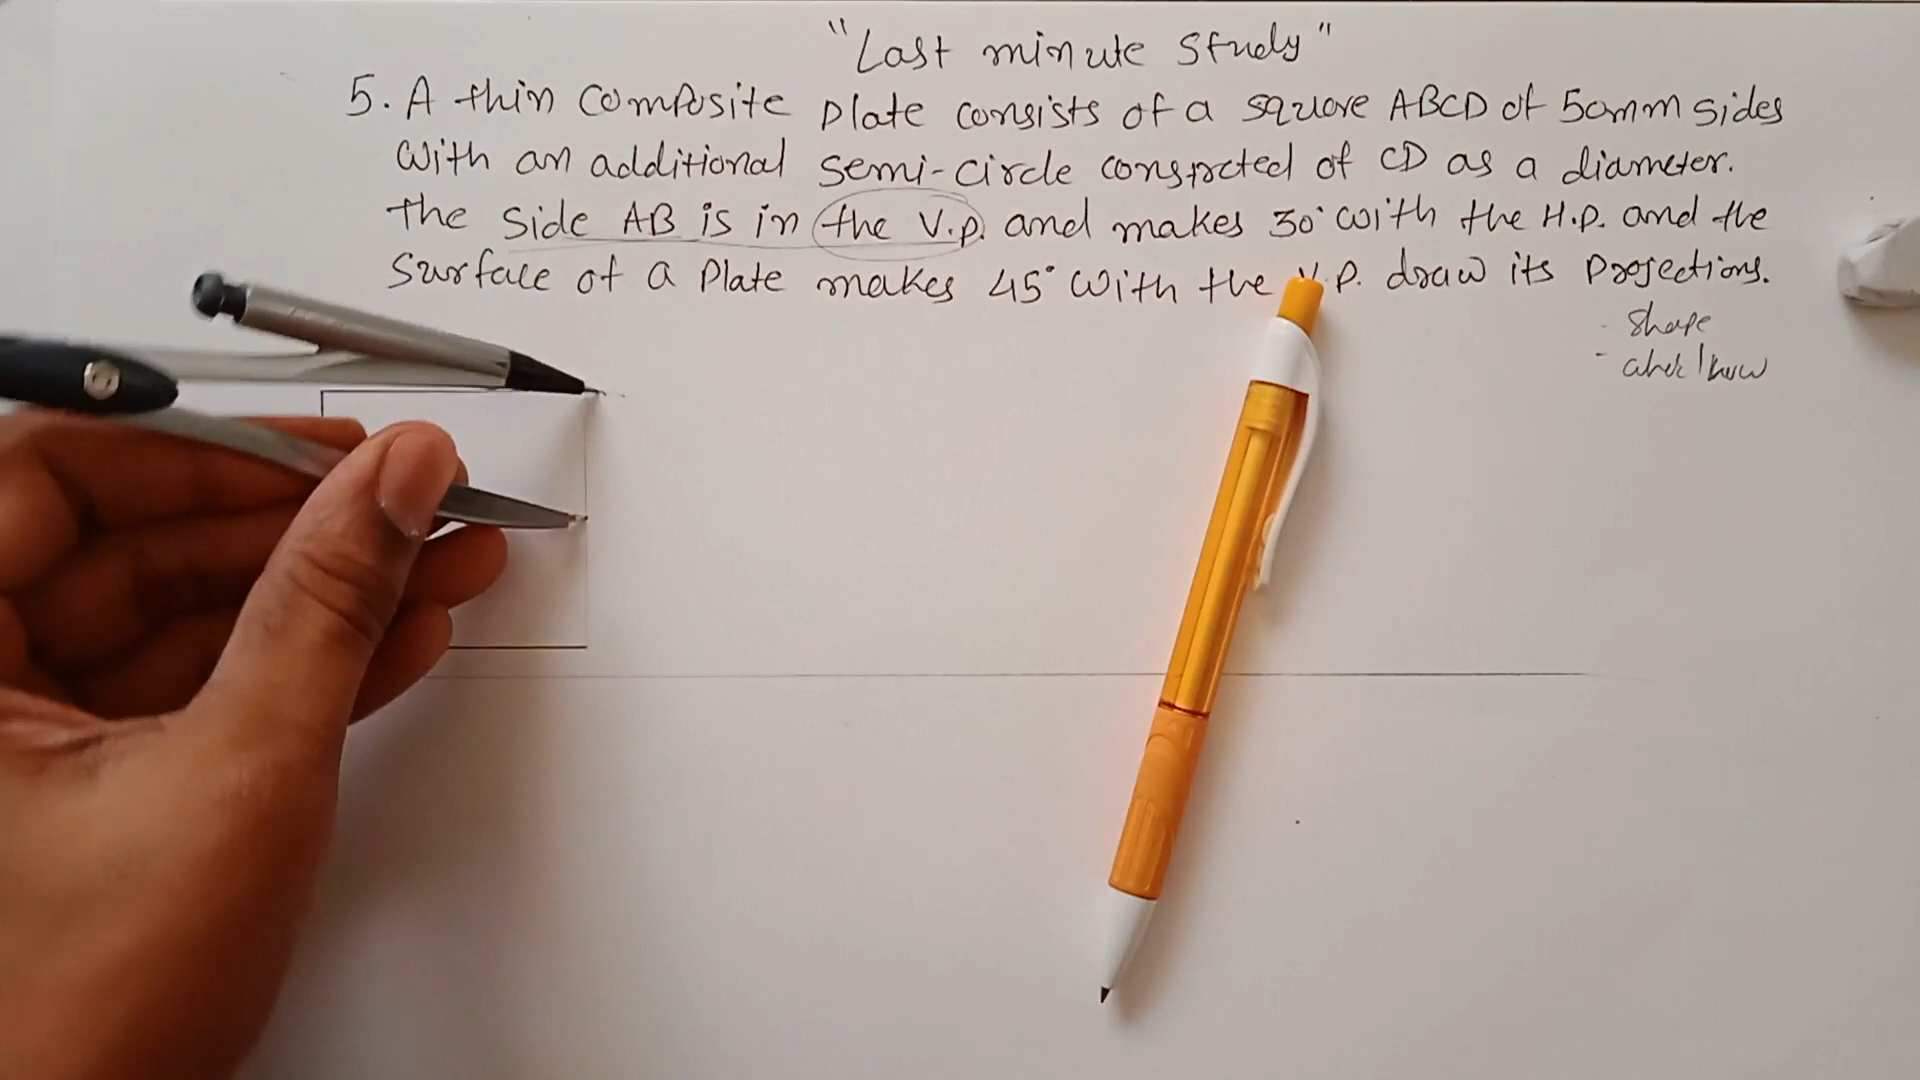 "Last minute Study"
5. A thin composite plate consists of a square ABCD of 50mm sides
with an additional semi-circle constrcted of CD as a diameter.
the side AB is in the V.P. and makes 30° with the H.P. and the
Surface of a plate makes 45° with the V.P. draw its projections.
- Shape
-